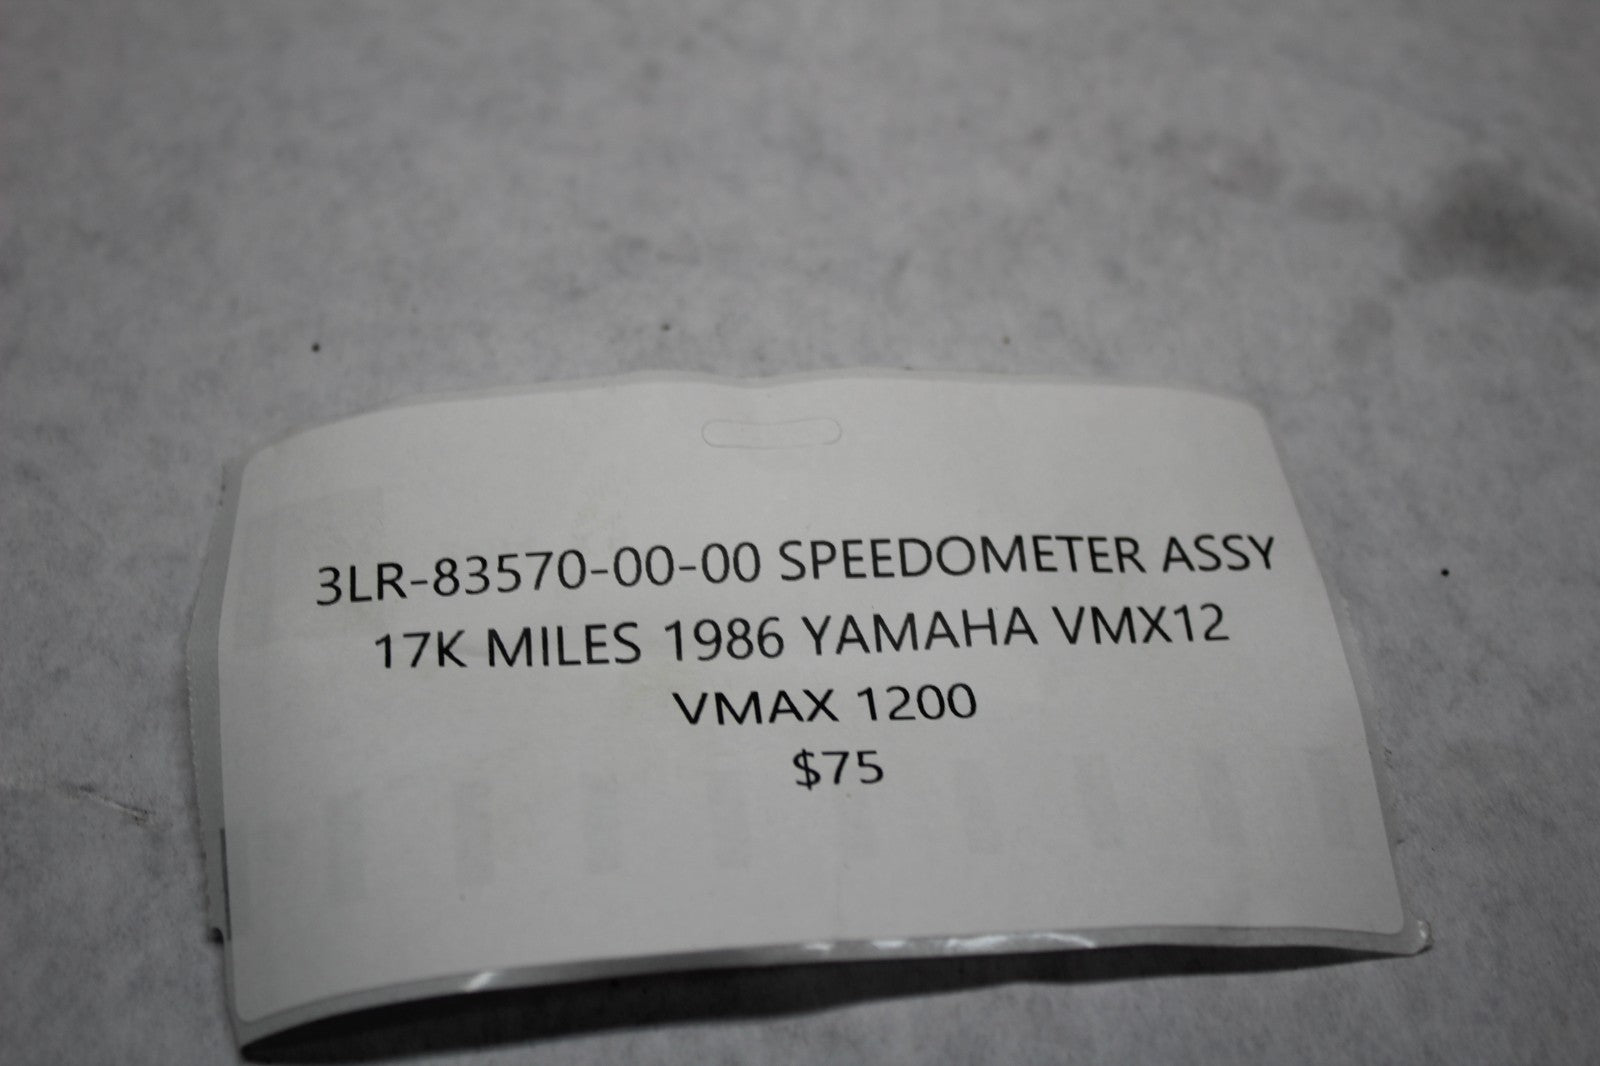 3LR-83570-00-00 SPEEDOMETER ASSY
17K MILES 1986 YAMAHA VMX12
VMAX 1200
$75